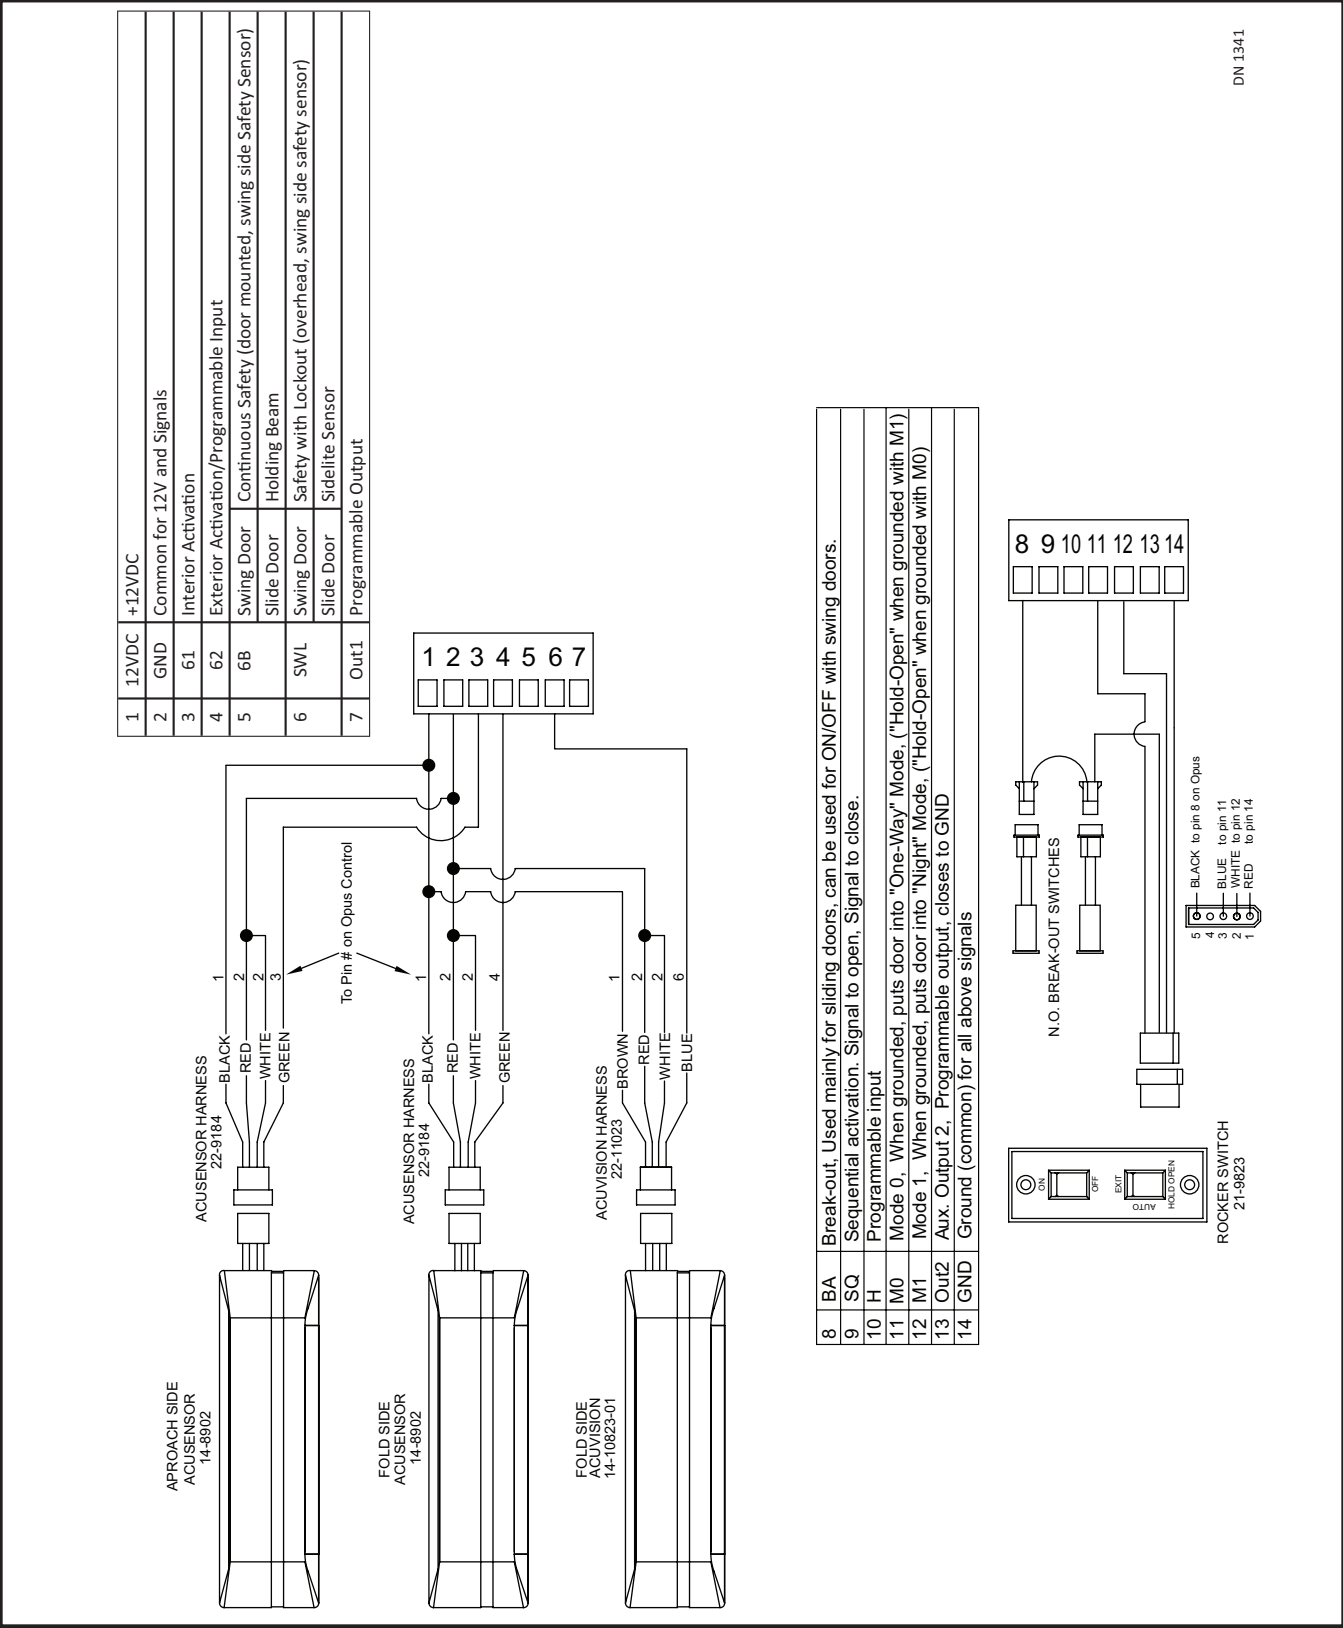 1 12VDC +12VDC
2 GND Common for 12V and Signals
3 61 Interior Activation
4 62 Exterior Activation/Programmable Input
5 6B Swing Door Continuous Safety (door mounted, swing side Safety Sensor)
Slide Door Holding Beam
6 SWL Swing Door Safety with Lockout (overhead, swing side safety sensor)
Slide Door Sidelite Sensor
7 Out1 Programmable Output
APROACH SIDE
ACUSENSOR
14-8902
ACUSENSOR HARNESS
22-9184
BLACK 1
RED 2
WHITE 2
GREEN 3
To Pin # on Opus Control
FOLD SIDE
ACUSENSOR
14-8902
ACUSENSOR HARNESS
22-9184
BLACK 1
RED 2
WHITE 2
GREEN 4
FOLD SIDE
ACUVISION
14-10823-01
ACUVISION HARNESS
22-11023
BROWN 1
RED 2
WHITE 2
BLUE 6
1 2 3 4 5 6 7
8 BA Break-out, Used mainly for sliding doors, can be used for ON/OFF with swing doors.
9 SQ Sequential activation. Signal to open, Signal to close.
10 H Programmable input
11 M0 Mode 0, When grounded, puts door into "One-Way" Mode, ("Hold-Open" when grounded with M1)
12 M1 Mode 1, When grounded, puts door into "Night" Mode, ("Hold-Open" when grounded with M0)
13 Out2 Aux. Output 2, Programmable output, closes to GND
14 GND Ground (common) for all above signals
8 9 10 11 12 13 14
N.O. BREAK-OUT SWITCHES
ON
OFF
EXIT
AUTO
HOLD OPEN
ROCKER SWITCH
21-9823
5 BLACK to pin 8 on Opus
4
3 BLUE to pin 11
2 WHITE to pin 12
1 RED to pin 14
DN 1341